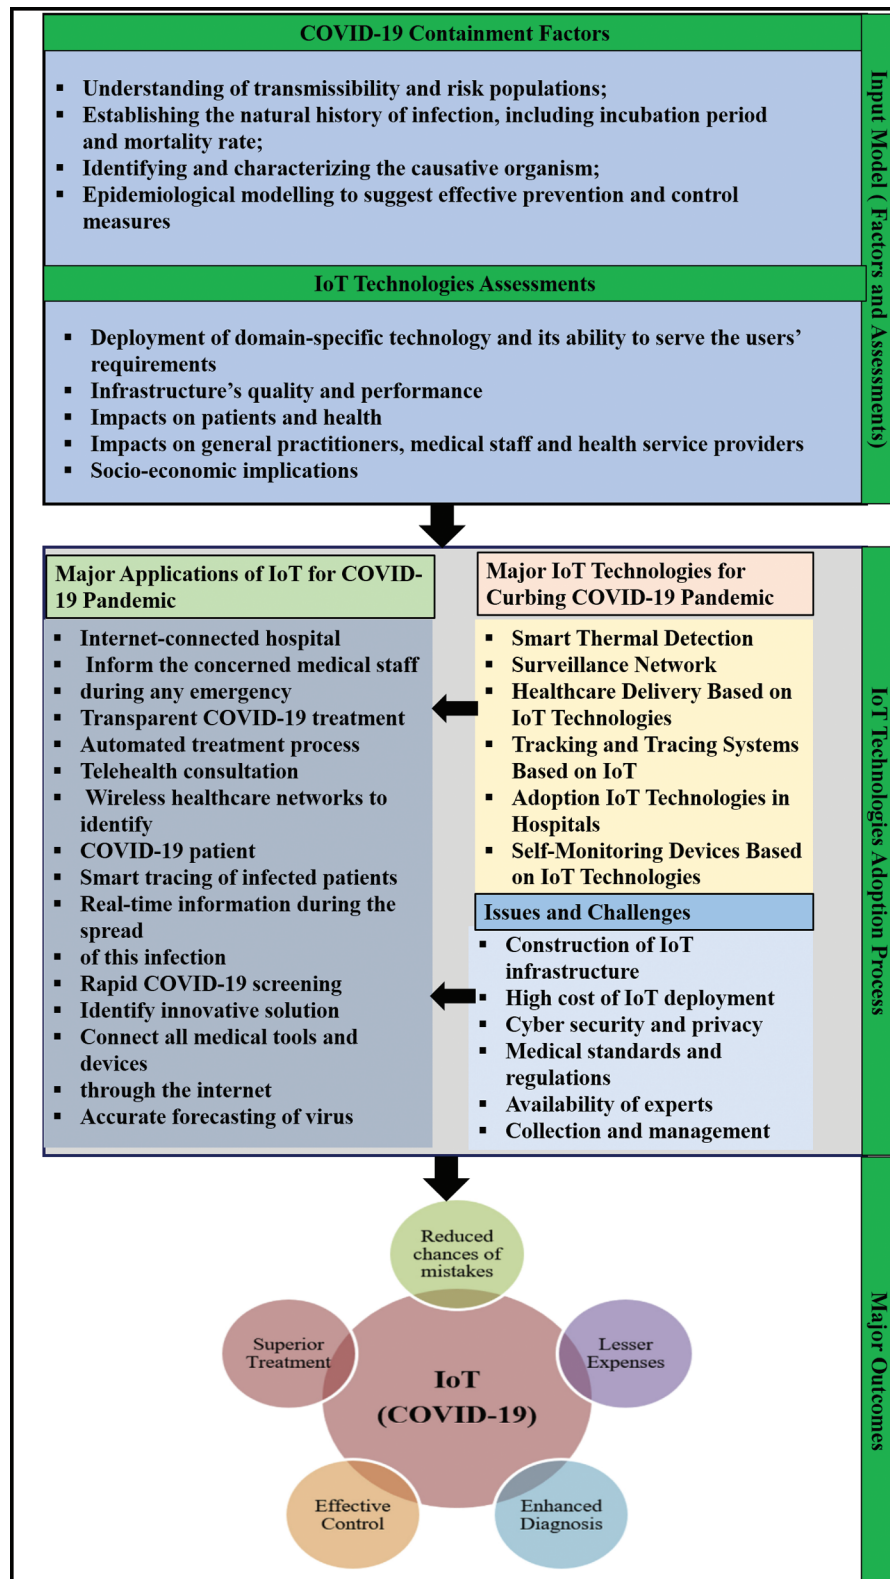 COVID-19 Containment Factors
▪ Understanding of transmissibility and risk populations;
▪ Establishing the natural history of infection, including incubation period
and mortality rate;
▪ Identifying and characterizing the causative organism;
▪ Epidemiological modelling to suggest effective prevention and control
measures
IoT Technologies Assessments
▪ Deployment of domain-specific technology and its ability to serve the users’
requirements
▪ Infrastructure’s quality and performance
▪ Impacts on patients and health
▪ Impacts on general practitioners, medical staff and health service providers
▪ Socio-economic implications
Input Model ( Factors and Assessments)
Major Applications of IoT for COVID-
19 Pandemic
▪ Internet-connected hospital
▪ Inform the concerned medical staff
▪ during any emergency
▪ Transparent COVID-19 treatment
▪ Automated treatment process
▪ Telehealth consultation
▪ Wireless healthcare networks to
identify
▪ COVID-19 patient
▪ Smart tracing of infected patients
▪ Real-time information during the
spread
▪ of this infection
▪ Rapid COVID-19 screening
▪ Identify innovative solution
▪ Connect all medical tools and
devices
▪ through the internet
▪ Accurate forecasting of virus
Major IoT Technologies for
Curbing COVID-19 Pandemic
▪ Smart Thermal Detection
▪ Surveillance Network
▪ Healthcare Delivery Based on
IoT Technologies
▪ Tracking and Tracing Systems
Based on IoT
▪ Adoption IoT Technologies in
Hospitals
▪ Self-Monitoring Devices Based
on IoT Technologies
Issues and Challenges
▪ Construction of IoT
infrastructure
▪ High cost of IoT deployment
▪ Cyber security and privacy
▪ Medical standards and
regulations
▪ Availability of experts
▪ Collection and management
IoT Technologies Adoption Process
Reduced
chances of
mistakes
Superior
Treatment
Lesser
Expenses
IoT
(COVID-19)
Effective
Control
Enhanced
Diagnosis
Major Outcomes